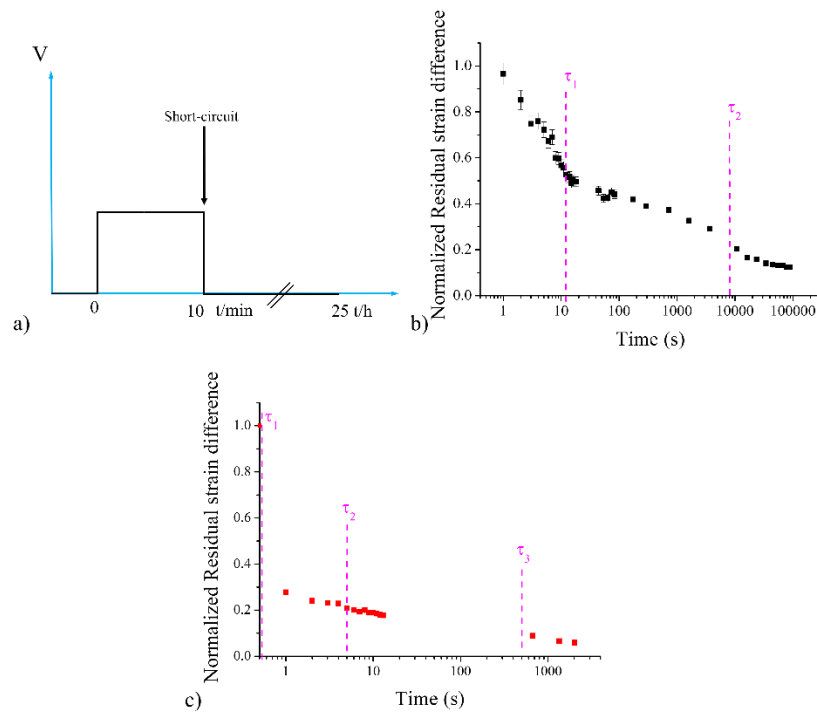 V
Short-circuit
0
10
t/min
25 t/h
a)
Normalized Residual strain difference
1.0
0.8
0.6
0.4
0.2
0.0
τ1
τ2
1
10
100
1000
10000
100000
Time (s)
b)
Normalized Residual strain difference
1.0
0.8
0.6
0.4
0.2
0.0
τ1
τ2
τ3
1
10
100
1000
Time (s)
c)